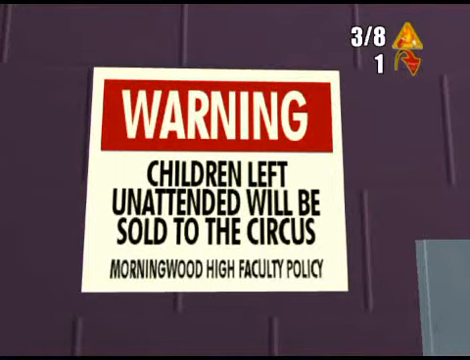 3/8
1
WARNING
CHILDREN LEFT
UNATTENDED WILL BE
SOLD TO THE CIRCUS
MORNINGWOOD HIGH FACULTY POLICY